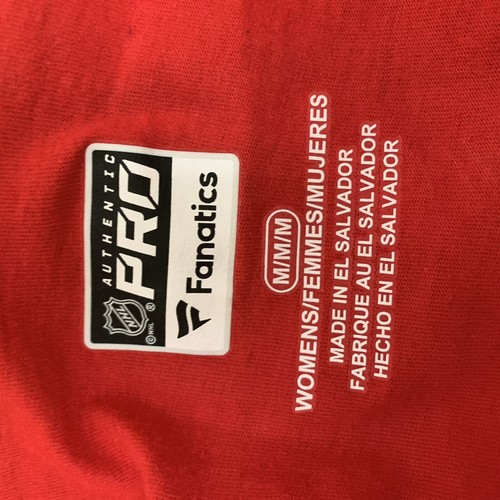 AUTHENTIC
PRO®
NHL
©NHL
Fanatics
M/M/M
WOMENS/FEMMES/MUJERES
MADE IN EL SALVADOR
FABRIQUE AU EL SALVADOR
HECHO EN EL SALVADOR